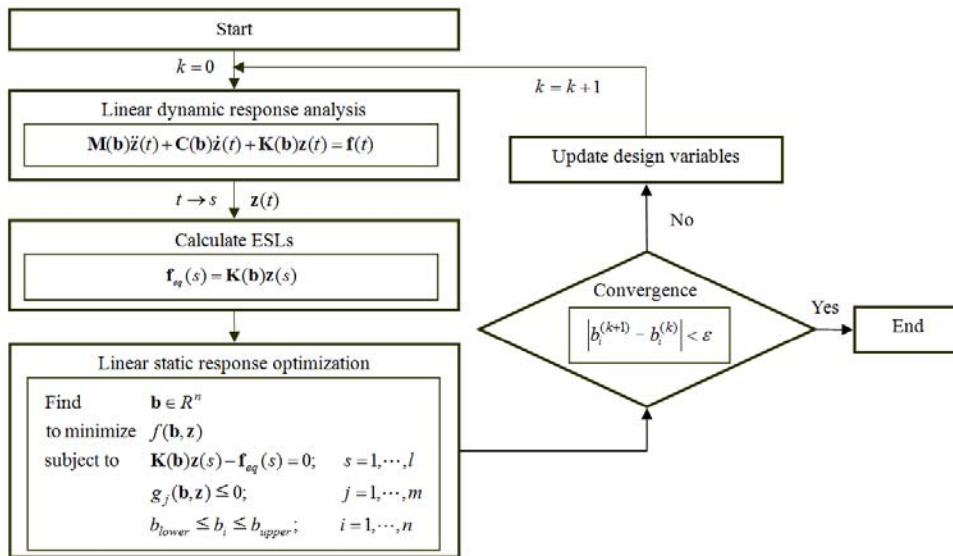 Start
k = 0
Linear dynamic response analysis
M(b)z̈(t) + C(b)ż(t) + K(b)z(t) = f(t)
t → s z(t)
Calculate ESLs
f_eq(s) = K(b)z(s)
Linear static response optimization
Find b ∈ Rⁿ
to minimize f(b, z)
subject to K(b)z(s) − f_eq(s) = 0; s = 1,⋯,l
g_j(b, z) ≤ 0; j = 1,⋯,m
b_lower ≤ b_i ≤ b_upper; i = 1,⋯,n
k = k + 1
Update design variables
No
Convergence
|b_i^(k+1) − b_i^(k)| < ε
Yes
End